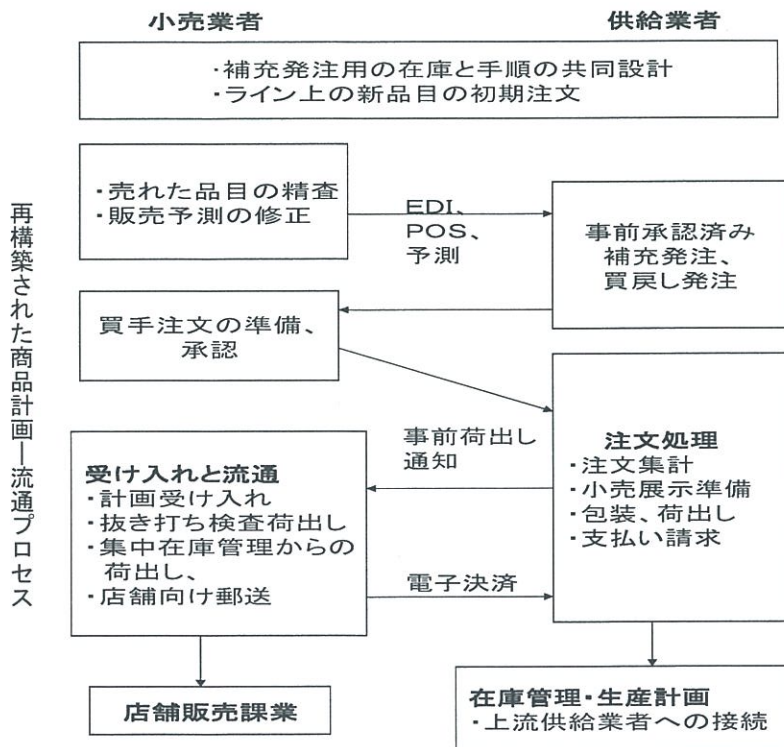 小売業者
供給業者
・補充発注用の在庫と手順の共同設計
・ライン上の新品目の初期注文
再構築された商品計画―流通プロセス
・売れた品目の精査
・販売予測の修正
EDI、
POS、
予測
事前承認済み
補充発注、
買戻し発注
買手注文の準備、
承認
事前荷出し
通知
注文処理
・注文集計
・小売展示準備
・包装、荷出し
・支払い請求
受け入れと流通
・計画受け入れ
・抜き打ち検査荷出し
・集中在庫管理からの
荷出し、
・店舗向け郵送
電子決済
店舗販売課業
在庫管理・生産計画
・上流供給業者への接続